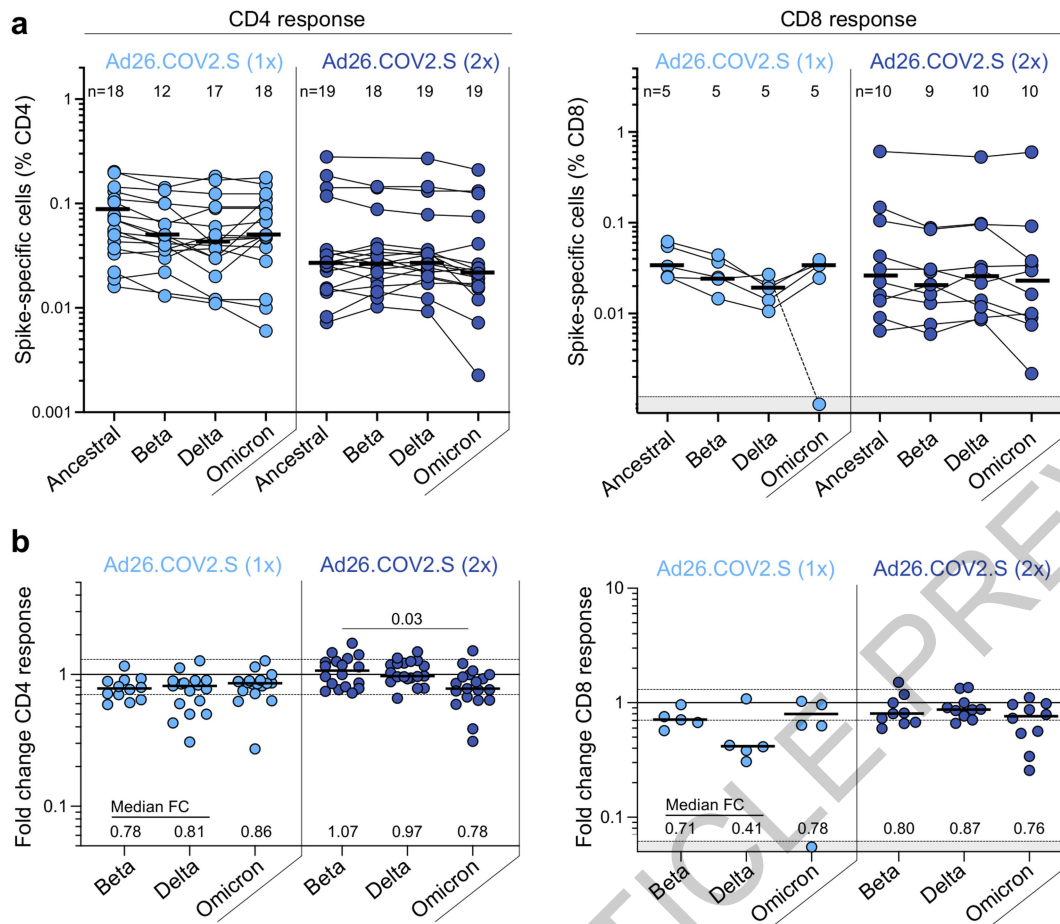 a
CD4 response
CD8 response
Ad26.COV2.S (1x)
Ad26.COV2.S (2x)
n=18 12 17 18
n=19 18 19 19
Spike-specific cells (% CD4)
1
0.1
0.01
0.001
Ancestral
Beta
Delta
Omicron
Ancestral
Beta
Delta
Omicron
Ad26.COV2.S (1x)
Ad26.COV2.S (2x)
n=5 5 5 5
n=10 9 10 10
Spike-specific cells (% CD8)
1
0.1
0.01
Ancestral
Beta
Delta
Omicron
Ancestral
Beta
Delta
Omicron
b
Ad26.COV2.S (1x)
Ad26.COV2.S (2x)
0.03
Fold change CD4 response
1
0.1
Median FC
0.78 0.81 0.86
1.07 0.97 0.78
Beta
Delta
Omicron
Beta
Delta
Omicron
Ad26.COV2.S (1x)
Ad26.COV2.S (2x)
Fold change CD8 response
10
1
0.1
Median FC
0.71 0.41 0.78
0.80 0.87 0.76
Beta
Delta
Omicron
Beta
Delta
Omicron
TICLE PREV